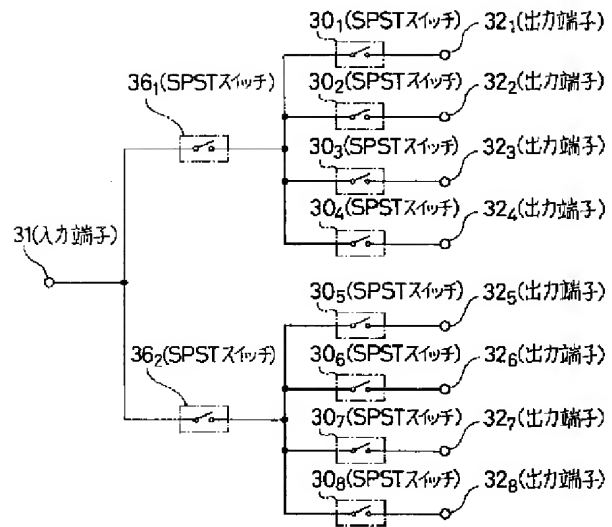 30₁(SPSTスイッチ) 32₁(出力端子)
36₁(SPSTスイッチ)
30₂(SPSTスイッチ) 32₂(出力端子)
30₃(SPSTスイッチ) 32₃(出力端子)
30₄(SPSTスイッチ) 32₄(出力端子)
31(入力端子)
30₅(SPSTスイッチ) 32₅(出力端子)
36₂(SPSTスイッチ)
30₆(SPSTスイッチ) 32₆(出力端子)
30₇(SPSTスイッチ) 32₇(出力端子)
30₈(SPSTスイッチ) 32₈(出力端子)